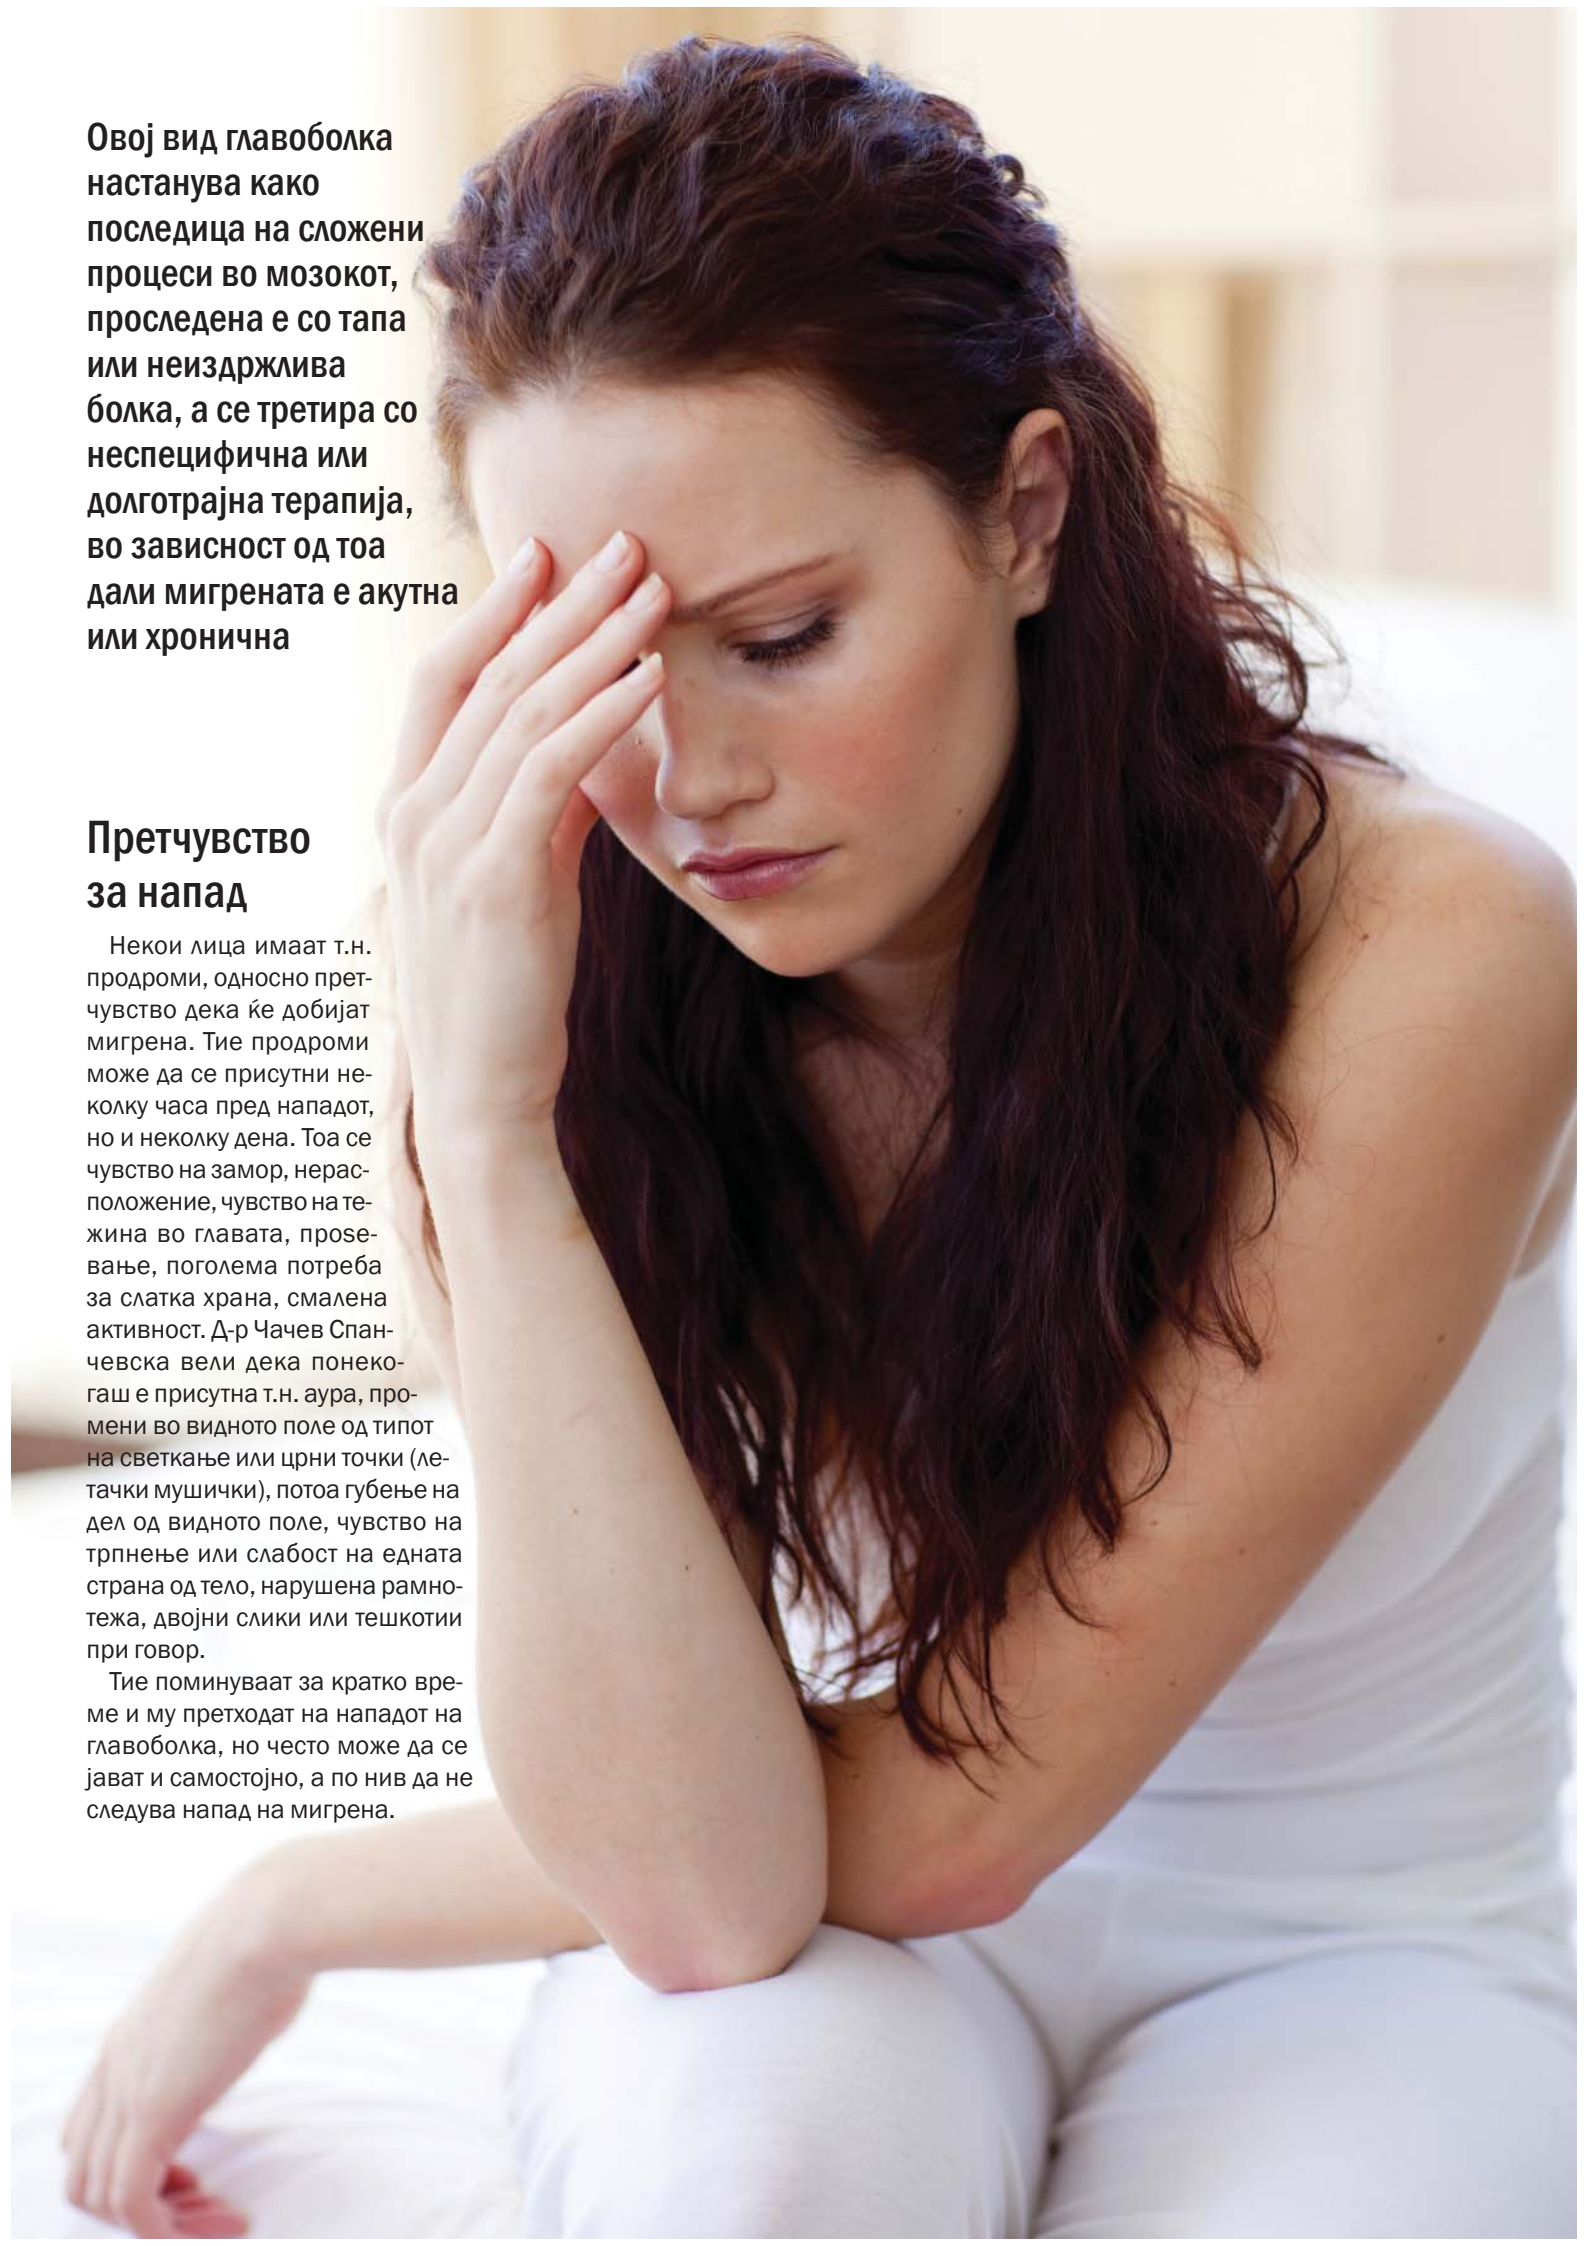 Овој вид главоболка
настанува како
последица на сложени
процеси во мозокот,
проследена е со тапа
или неиздржлива
болка, а се третира со
неспецифична или
долготрајна терапија,
во зависност од тоа
дали мигрената е акутна
или хронична
Претчувство
за напад
Некои лица имаат т.н.
продроми, односно прет-
чувство дека ќе добијат
мигрена. Тие продроми
може да се присутни не-
колку часа пред нападот,
но и неколку дена. Тоа се
чувство на замор, нерас-
положение, чувство на те-
жина во главата, проѕе-
вање, поголема потреба
за слатка храна, смалена
активност. Д-р Чачев Спан-
чевска вели дека понеко-
гаш е присутна т.н. аура, про-
мени во видното поле од типот
на светкање или црни точки (ле-
тачки мушички), потоа губење на
дел од видното поле, чувство на
трпнење или слабост на едната
страна од тело, нарушена рамно-
тежа, двојни слики или тешкотии
при говор.
Тие поминуваат за кратко вре-
ме и му претходат на нападот на
главоболка, но често може да се
јават и самостојно, а по нив да не
следува напад на мигрена.